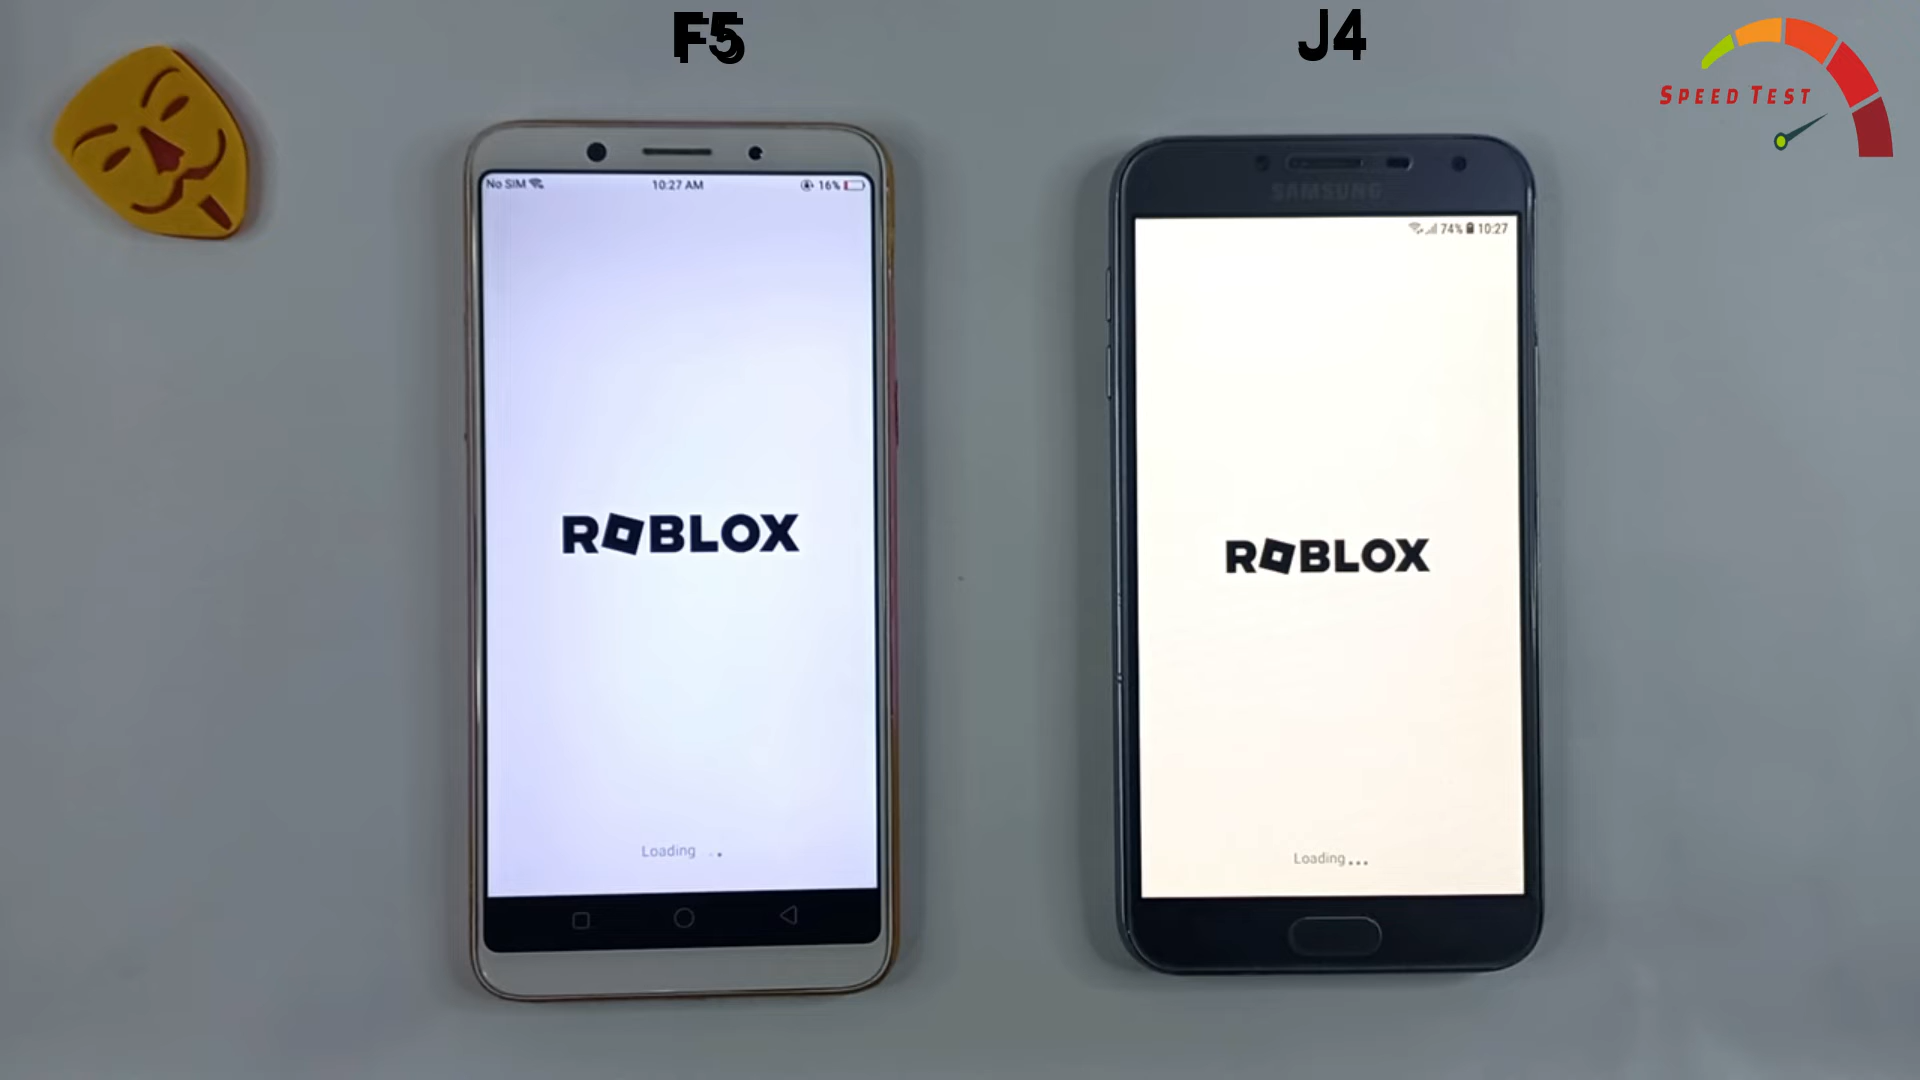 F5
J4
SPEED TEST
No SIM
10:27 AM
16%
SAMSUNG
74%
10:27
ROBLOX
ROBLOX
Loading
Loading...